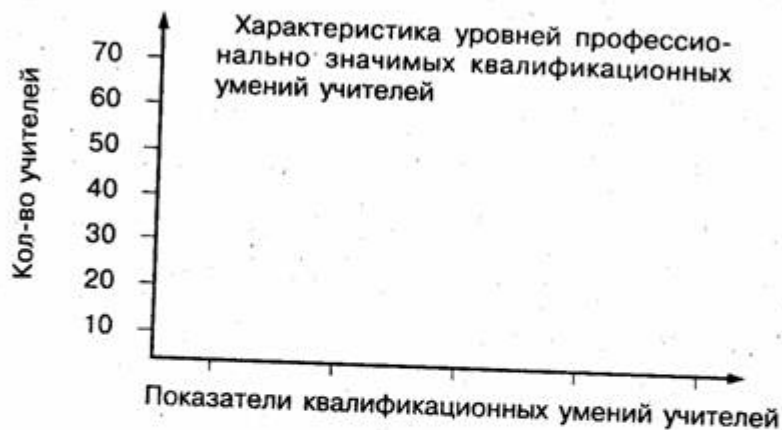 Характеристика уровней профессио-
нально значимых квалификационных
умений учителей
Кол-во учителей
70
60
50
40
30
20
10
Показатели квалификационных умений учителей